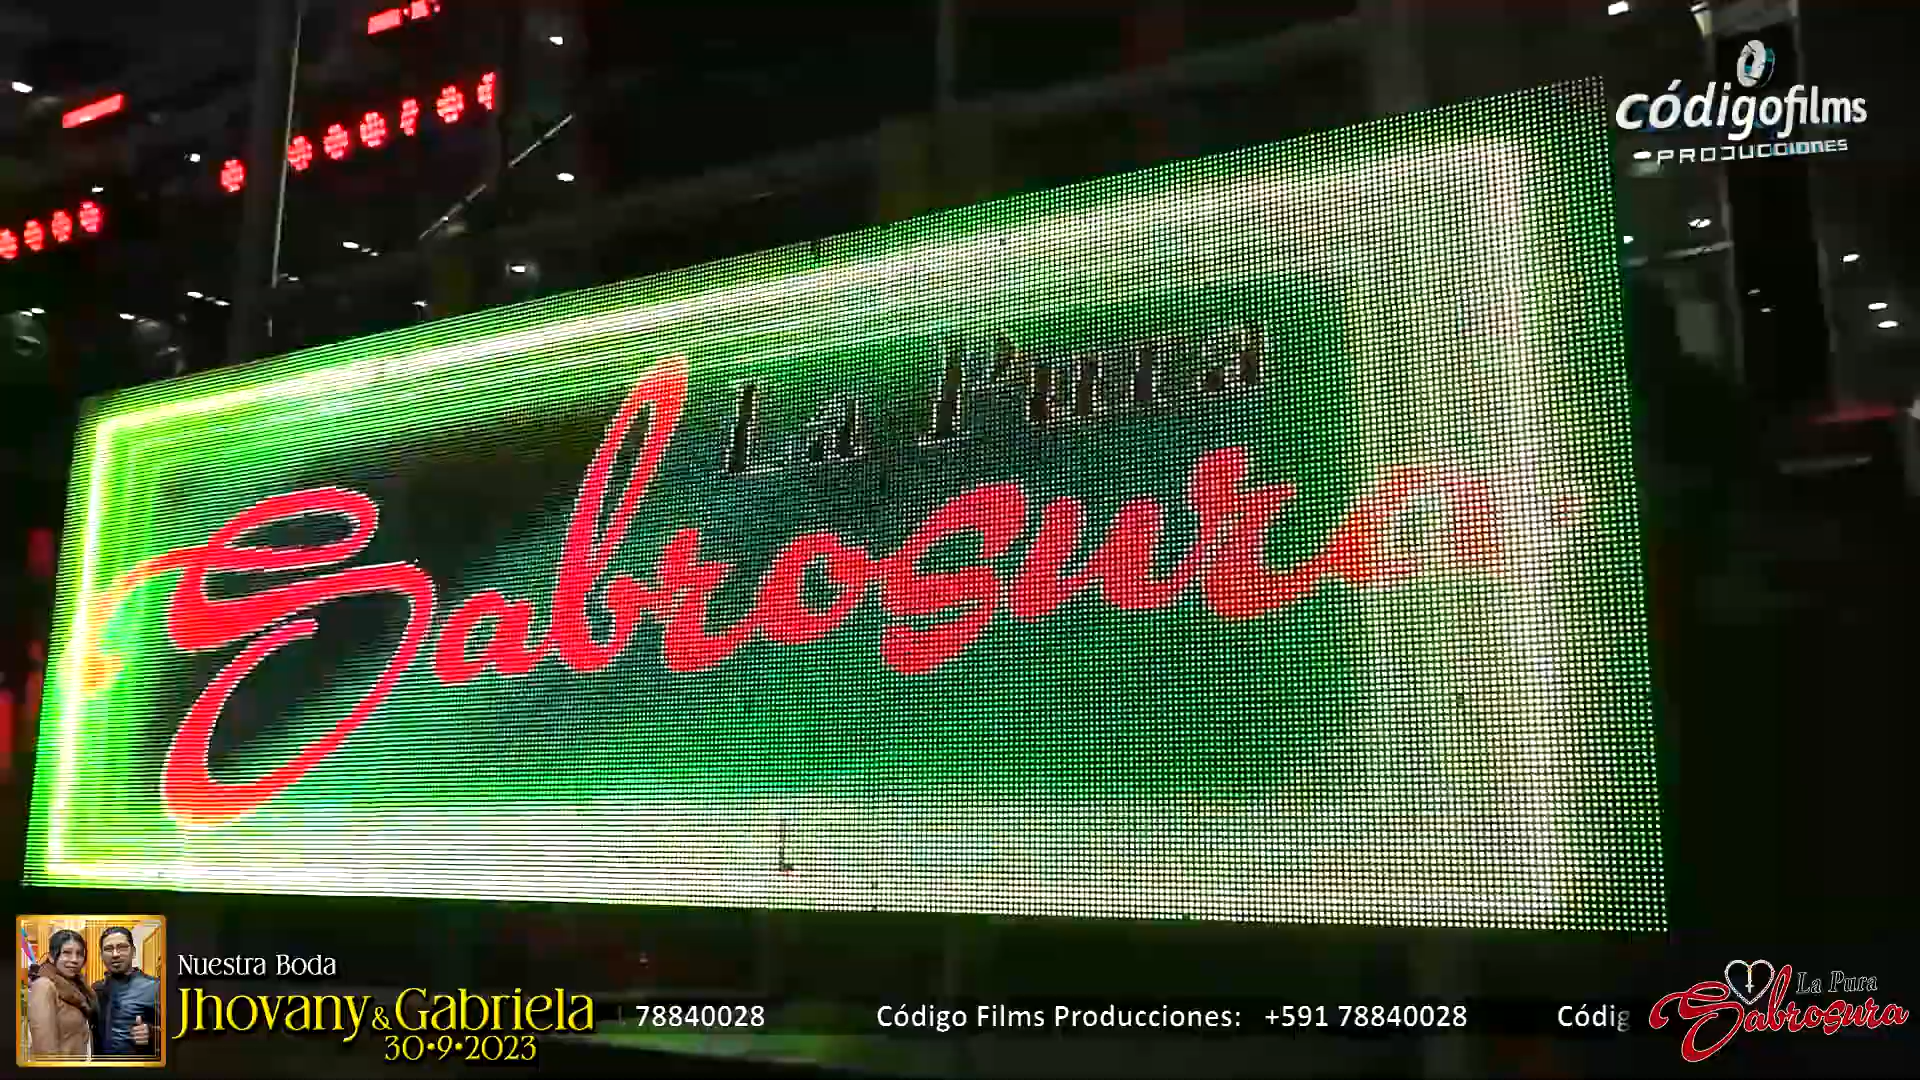 códigofilms
PRODUCCIONES
La Pura
Sabrosura
Nuestra Boda
Jhovany & Gabriela
30•9•2023
78840028 Código Films Producciones: +591 78840028 Códig
La Pura
Sabrosura